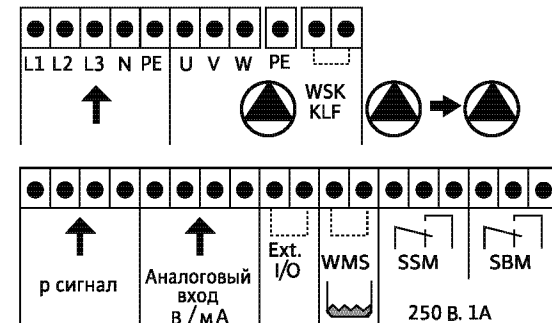 L1 L2 L3 N PE U V W PE
WSK
KLF
р сигнал
Аналоговый
вход
В / мА
Ext.
I/O
WMS
SSM
SBM
250 В. 1А